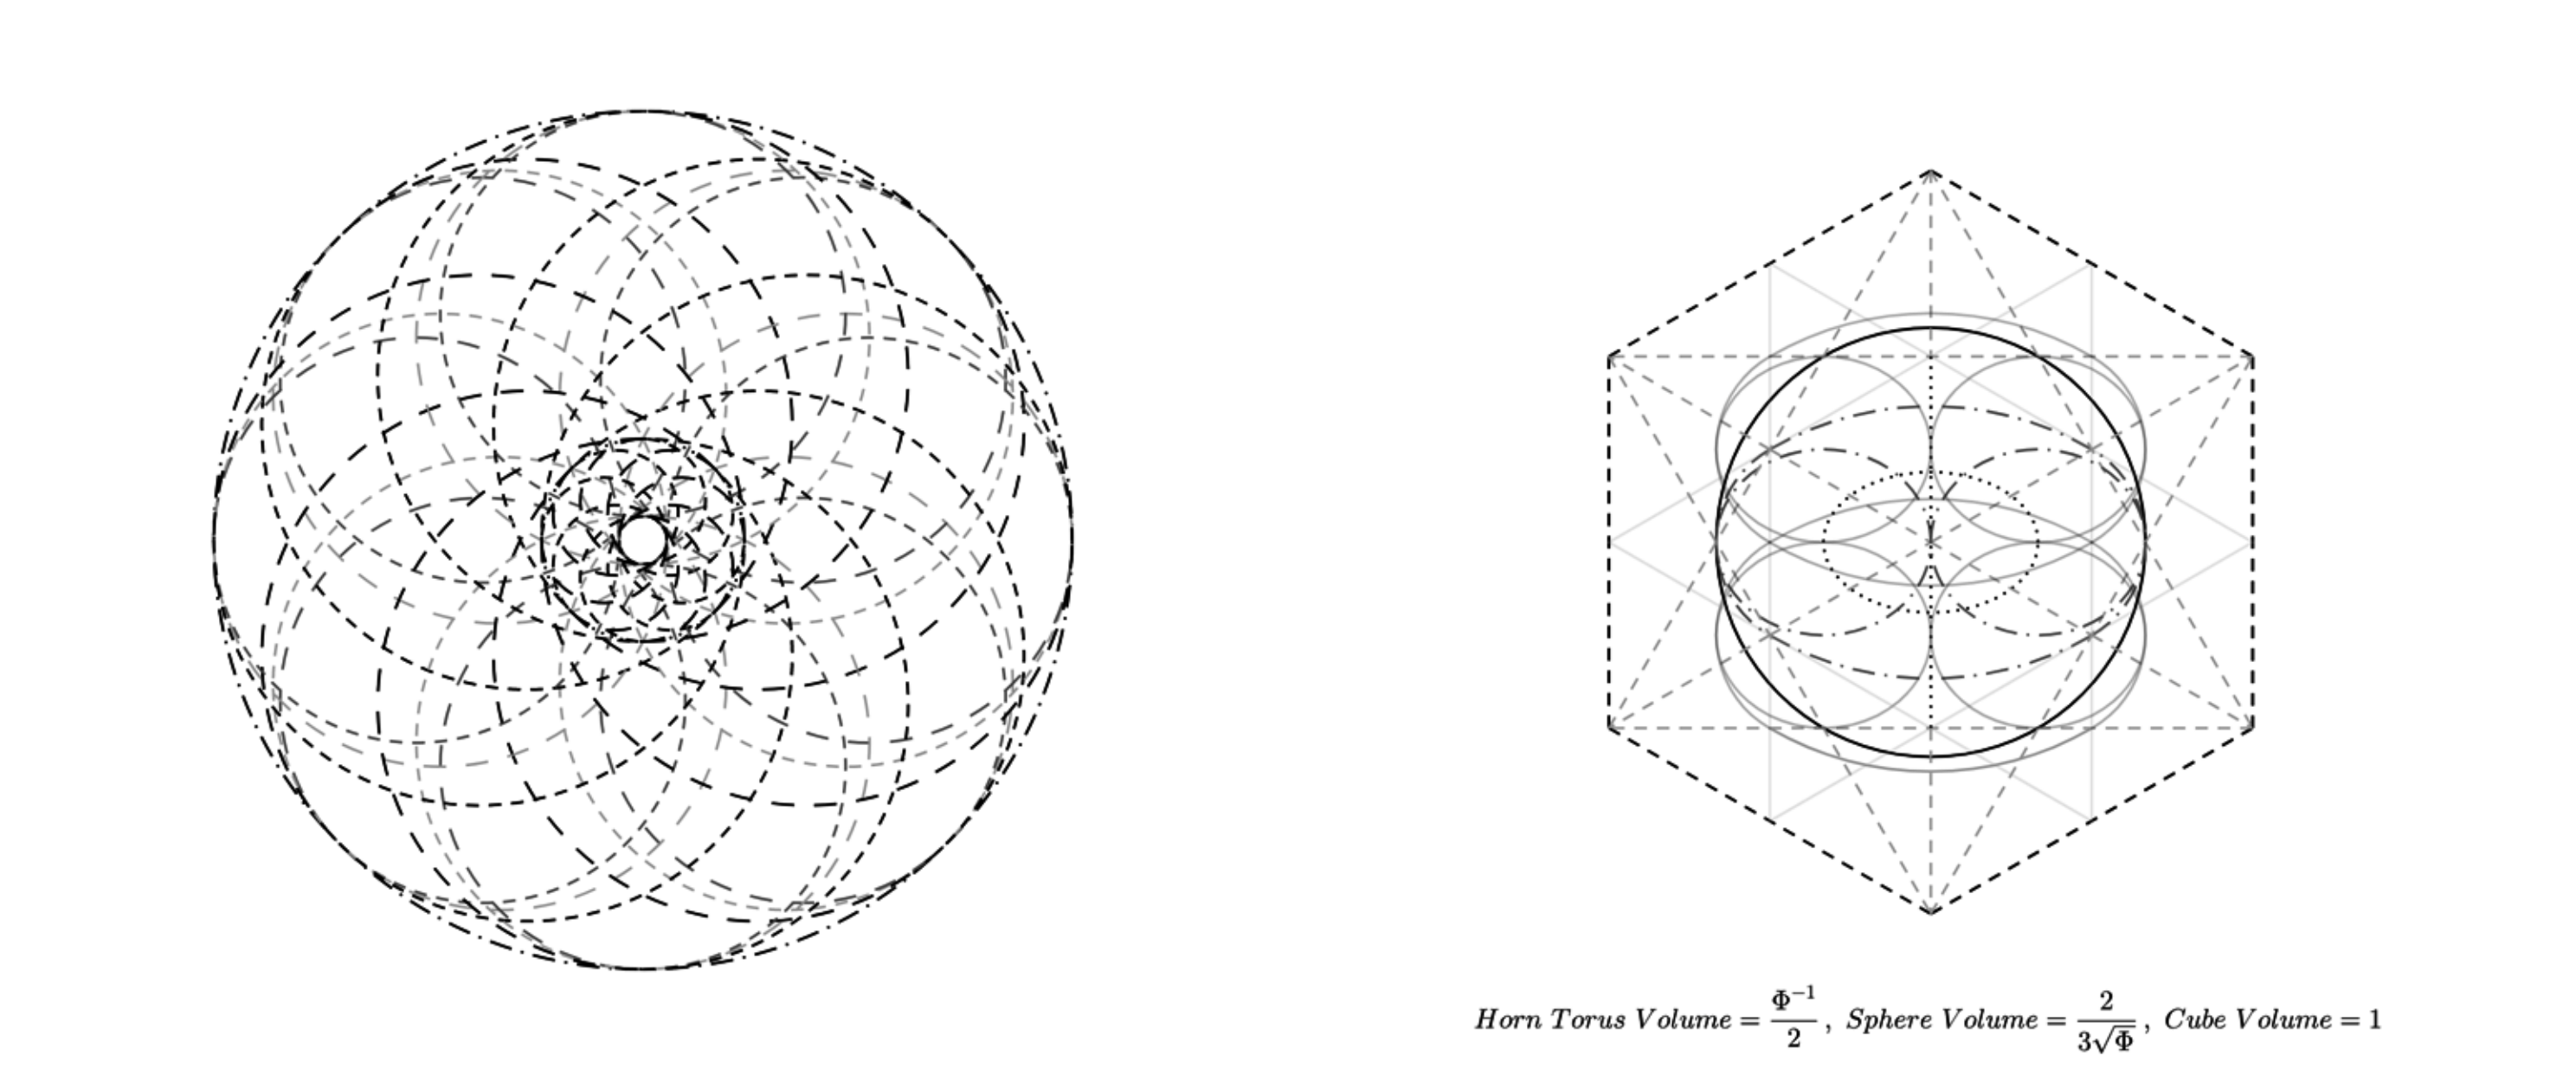 Horn Torus Volume = Φ⁻¹/2 , Sphere Volume = 2/(3√Φ) , Cube Volume = 1